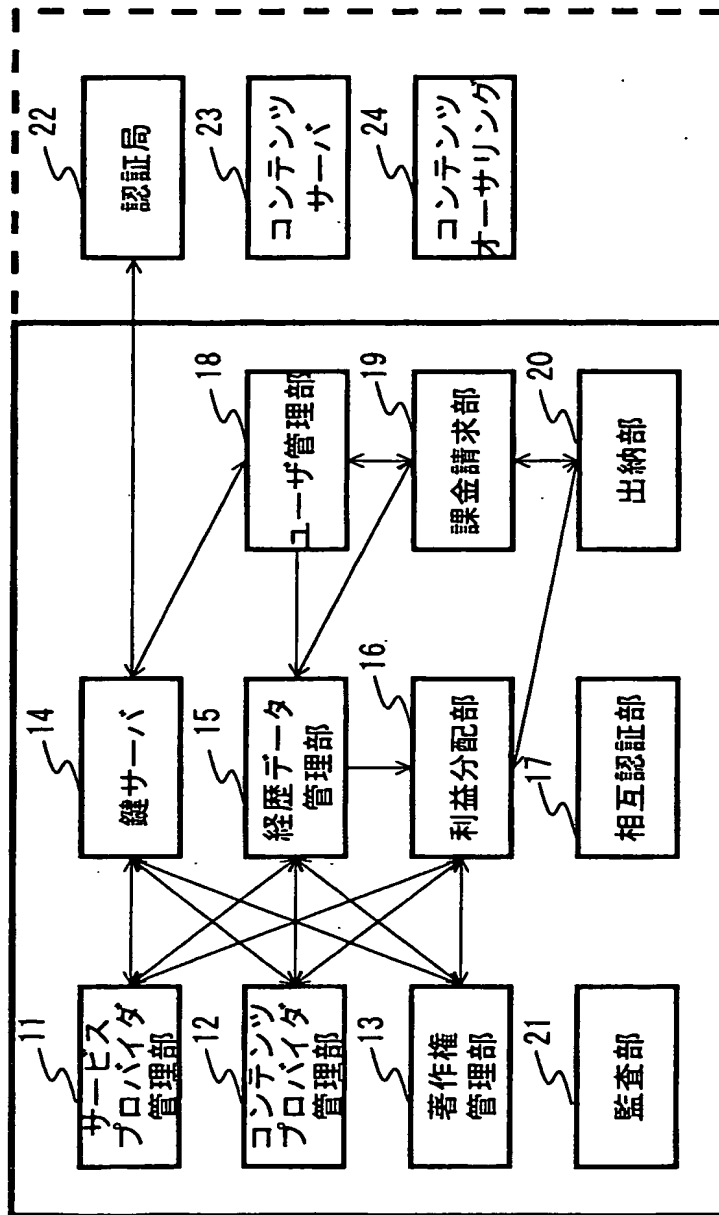 11
サービス
プロバイダ
管理部
14
鍵サーバ
22
認証局
12
コンテンツ
プロバイダ
管理部
15
経歴データ
管理部
18
ユーザ管理部
23
コンテンツ
サーバ
13
著作権
管理部
16
利益分配部
19
課金請求部
24
コンテンツ
オーサリング
21
監査部
17
相互認証部
20
出納部